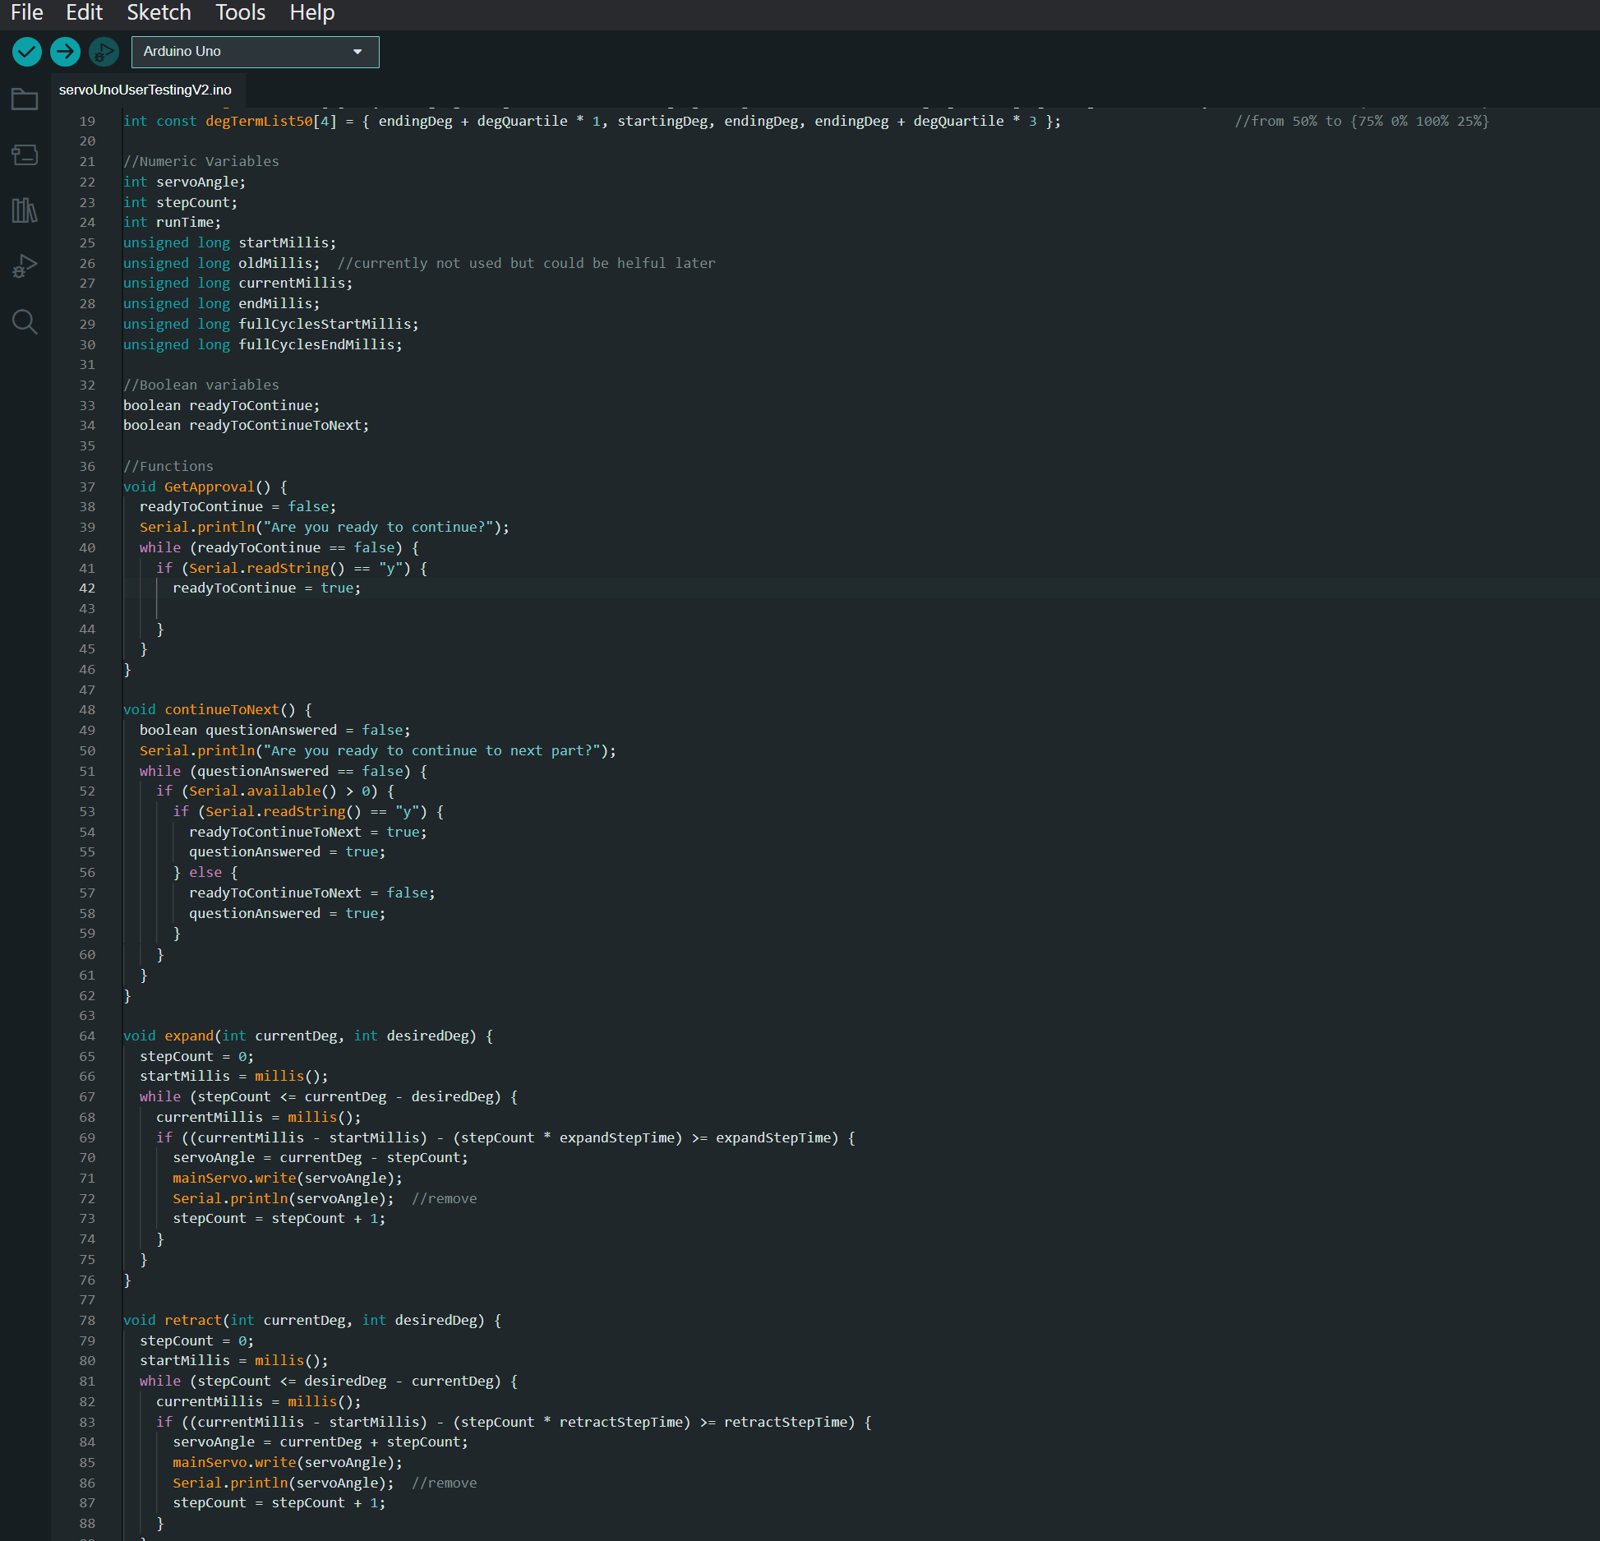 File Edit Sketch Tools Help
Arduino Uno
servoUnoUserTestingV2.ino
19 int const degTermList50[4] = { endingDeg + degQuartile * 1, startingDeg, endingDeg, endingDeg + degQuartile * 3 }; //from 50% to {75% 0% 100% 25%}
20
21 //Numeric Variables
22 int servoAngle;
23 int stepCount;
24 int runTime;
25 unsigned long startMillis;
26 unsigned long oldMillis; //currently not used but could be helful later
27 unsigned long currentMillis;
28 unsigned long endMillis;
29 unsigned long fullCyclesStartMillis;
30 unsigned long fullCyclesEndMillis;
31
32 //Boolean variables
33 boolean readyToContinue;
34 boolean readyToContinueToNext;
35
36 //Functions
37 void GetApproval() {
38 readyToContinue = false;
39 Serial.println("Are you ready to continue?");
40 while (readyToContinue == false) {
41 if (Serial.readString() == "y") {
42 readyToContinue = true;
43
44 }
45 }
46 }
47
48 void continueToNext() {
49 boolean questionAnswered = false;
50 Serial.println("Are you ready to continue to next part?");
51 while (questionAnswered == false) {
52 if (Serial.available() > 0) {
53 if (Serial.readString() == "y") {
54 readyToContinueToNext = true;
55 questionAnswered = true;
56 } else {
57 readyToContinueToNext = false;
58 questionAnswered = true;
59 }
60 }
61 }
62 }
63
64 void expand(int currentDeg, int desiredDeg) {
65 stepCount = 0;
66 startMillis = millis();
67 while (stepCount <= currentDeg - desiredDeg) {
68 currentMillis = millis();
69 if ((currentMillis - startMillis) - (stepCount * expandStepTime) >= expandStepTime) {
70 servoAngle = currentDeg - stepCount;
71 mainServo.write(servoAngle);
72 Serial.println(servoAngle); //remove
73 stepCount = stepCount + 1;
74 }
75 }
76 }
77
78 void retract(int currentDeg, int desiredDeg) {
79 stepCount = 0;
80 startMillis = millis();
81 while (stepCount <= desiredDeg - currentDeg) {
82 currentMillis = millis();
83 if ((currentMillis - startMillis) - (stepCount * retractStepTime) >= retractStepTime) {
84 servoAngle = currentDeg + stepCount;
85 mainServo.write(servoAngle);
86 Serial.println(servoAngle); //remove
87 stepCount = stepCount + 1;
88 }